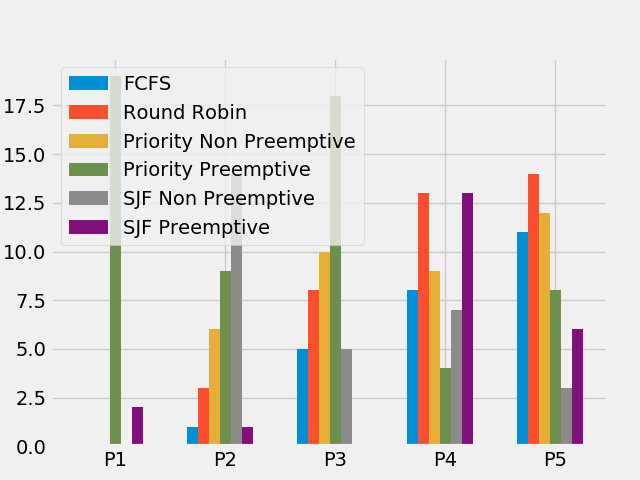 FCFS
Round Robin
Priority Non Preemptive
Priority Preemptive
SJF Non Preemptive
SJF Preemptive
17.5
15.0
12.5
10.0
7.5
5.0
2.5
0.0
P1 P2 P3 P4 P5